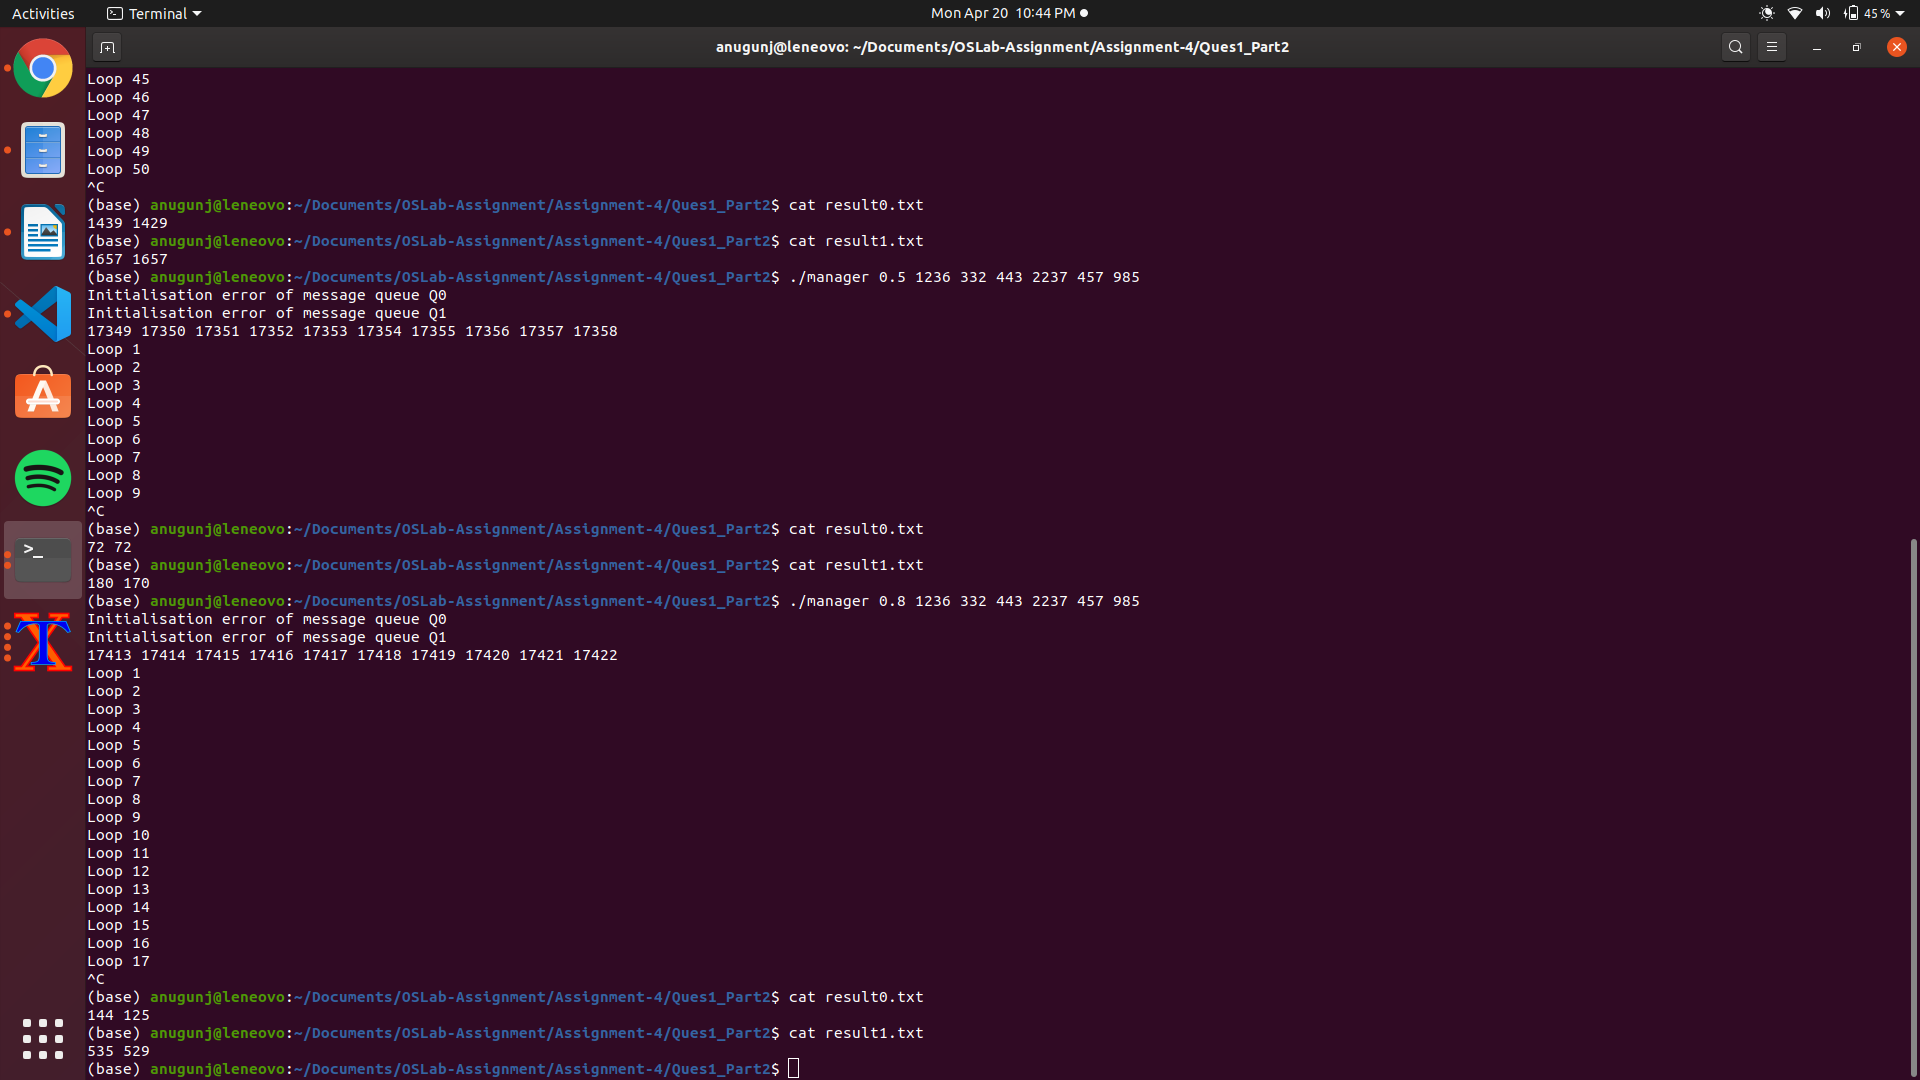 Activities Terminal Mon Apr 20 10:44 PM 45 %
anugunj@leneovo: ~/Documents/OSLab-Assignment/Assignment-4/Ques1_Part2
Loop 45
Loop 46
Loop 47
Loop 48
Loop 49
Loop 50
^C
(base) anugunj@leneovo:~/Documents/OSLab-Assignment/Assignment-4/Ques1_Part2$ cat result0.txt
1439 1429
(base) anugunj@leneovo:~/Documents/OSLab-Assignment/Assignment-4/Ques1_Part2$ cat result1.txt
1657 1657
(base) anugunj@leneovo:~/Documents/OSLab-Assignment/Assignment-4/Ques1_Part2$ ./manager 0.5 1236 332 443 2237 457 985
Initialisation error of message queue Q0
Initialisation error of message queue Q1
17349 17350 17351 17352 17353 17354 17355 17356 17357 17358
Loop 1
Loop 2
Loop 3
Loop 4
Loop 5
Loop 6
Loop 7
Loop 8
Loop 9
^C
(base) anugunj@leneovo:~/Documents/OSLab-Assignment/Assignment-4/Ques1_Part2$ cat result0.txt
72 72
(base) anugunj@leneovo:~/Documents/OSLab-Assignment/Assignment-4/Ques1_Part2$ cat result1.txt
180 170
(base) anugunj@leneovo:~/Documents/OSLab-Assignment/Assignment-4/Ques1_Part2$ ./manager 0.8 1236 332 443 2237 457 985
Initialisation error of message queue Q0
Initialisation error of message queue Q1
17413 17414 17415 17416 17417 17418 17419 17420 17421 17422
Loop 1
Loop 2
Loop 3
Loop 4
Loop 5
Loop 6
Loop 7
Loop 8
Loop 9
Loop 10
Loop 11
Loop 12
Loop 13
Loop 14
Loop 15
Loop 16
Loop 17
^C
(base) anugunj@leneovo:~/Documents/OSLab-Assignment/Assignment-4/Ques1_Part2$ cat result0.txt
144 125
(base) anugunj@leneovo:~/Documents/OSLab-Assignment/Assignment-4/Ques1_Part2$ cat result1.txt
535 529
(base) anugunj@leneovo:~/Documents/OSLab-Assignment/Assignment-4/Ques1_Part2$